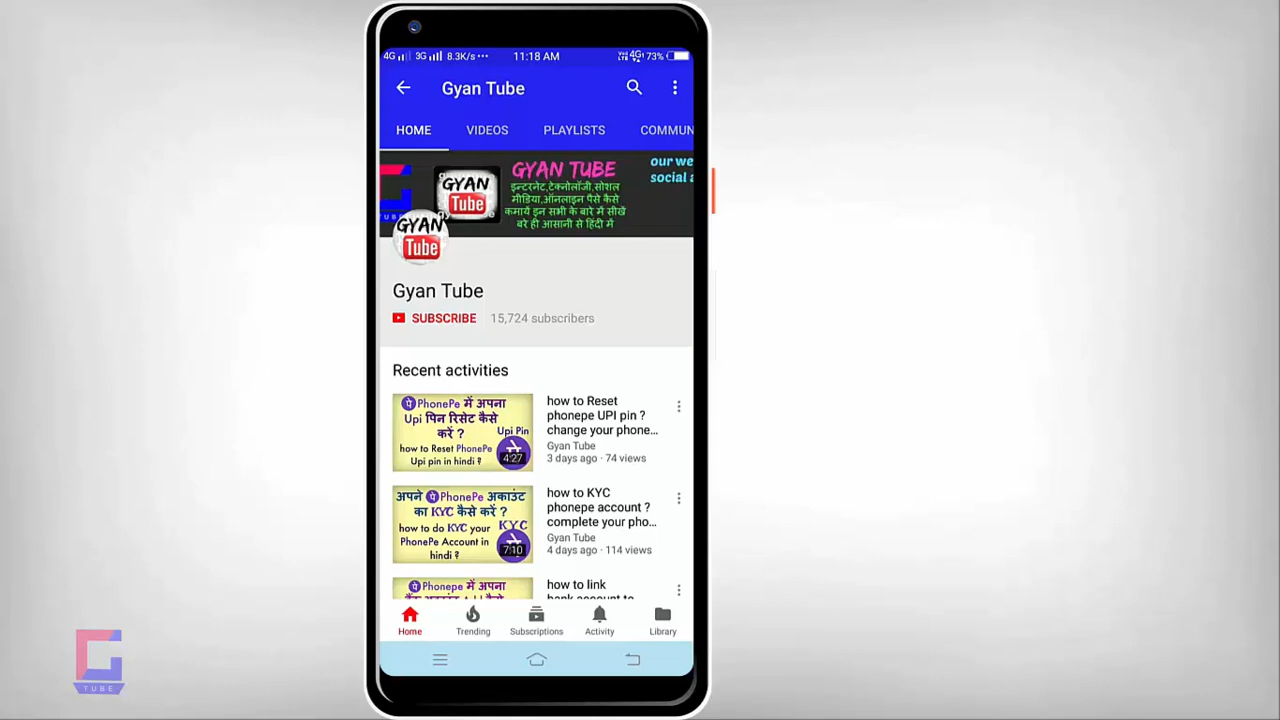 4G 3G 8.3K/s ••• 11:18 AM 4G 73%
Gyan Tube
HOME VIDEOS PLAYLISTS COMMUN
GYAN Tube
GYAN TUBE
इन्टरनेट,टेक्नोलॉजी,सोशल
मीडिया,ऑनलाइन पैसे कैसे
कमायें इन सभी के बारे में सीखें
बरे ही आसानी से हिंदी में
our we
social a
GYAN
Tube
Gyan Tube
SUBSCRIBE 15,724 subscribers
Recent activities
PhonePe में अपना
Upi पिन रिसेट कैसे
करें ?
Upi Pin
how to Reset PhonePe
Upi pin in hindi ?
4:27
how to Reset
phonepe UPI pin ?
change your phone...
Gyan Tube
3 days ago · 74 views
अपने PhonePe अकाउंट
का KYC कैसे करें ?
KYC
how to do KYC your
PhonePe Account in
hindi ?
7:10
how to KYC
phonepe account ?
complete your pho...
Gyan Tube
4 days ago · 114 views
Phonepe में अपना
how to link
bank account to
Home Trending Subscriptions Activity Library
TUBE